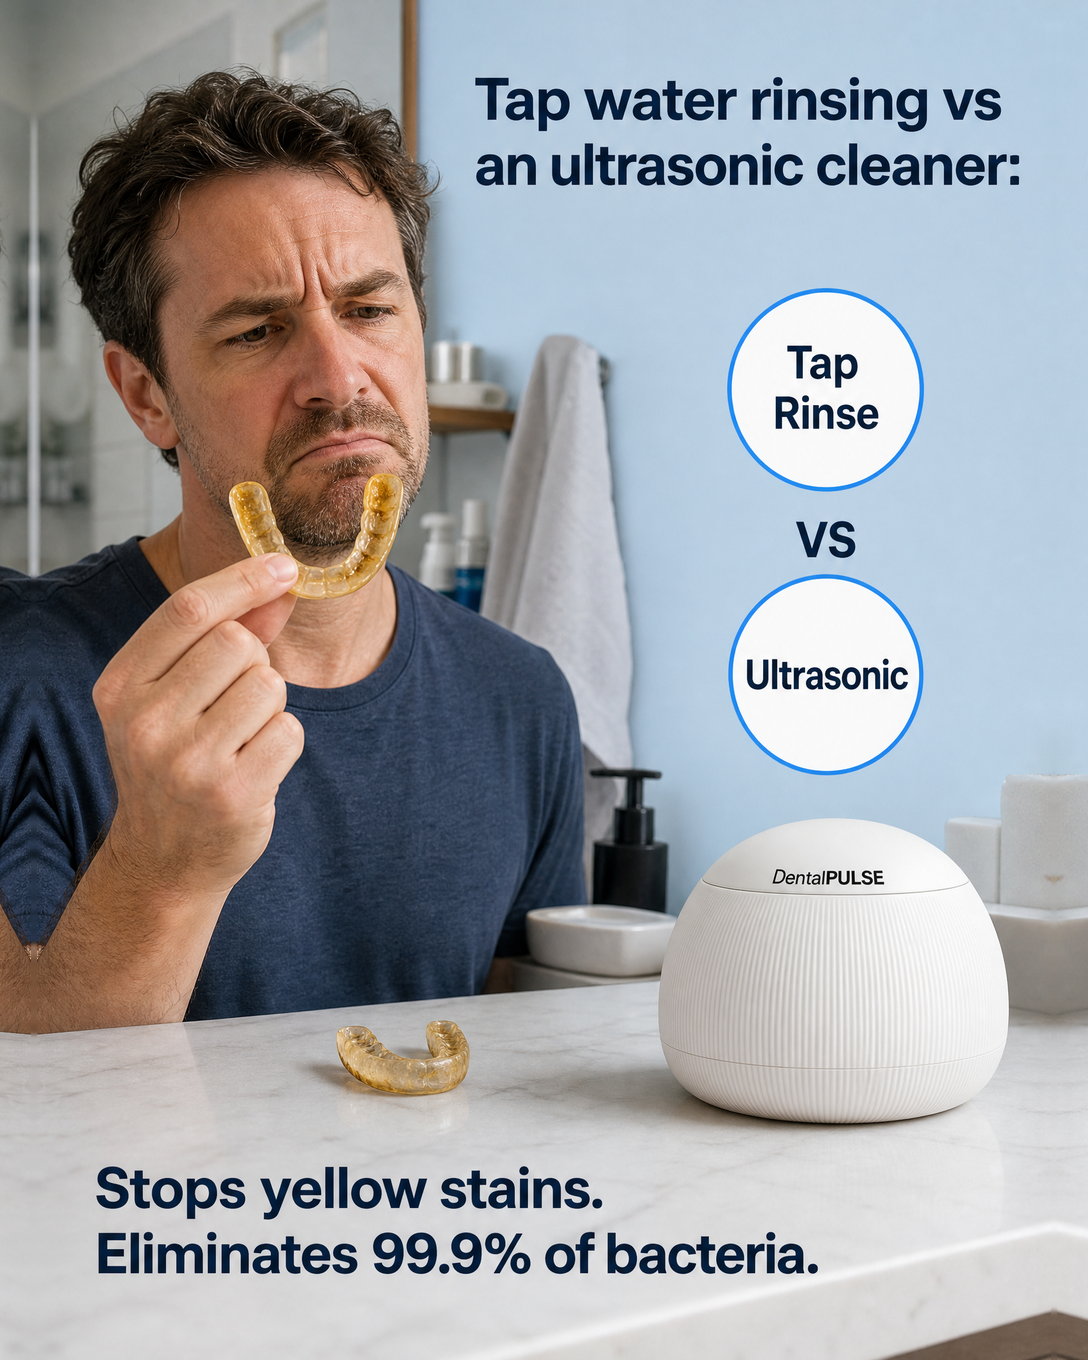 Tap water rinsing vs
an ultrasonic cleaner:
Tap
Rinse
VS
Ultrasonic
DentalPULSE
Stops yellow stains.
Eliminates 99.9% of bacteria.